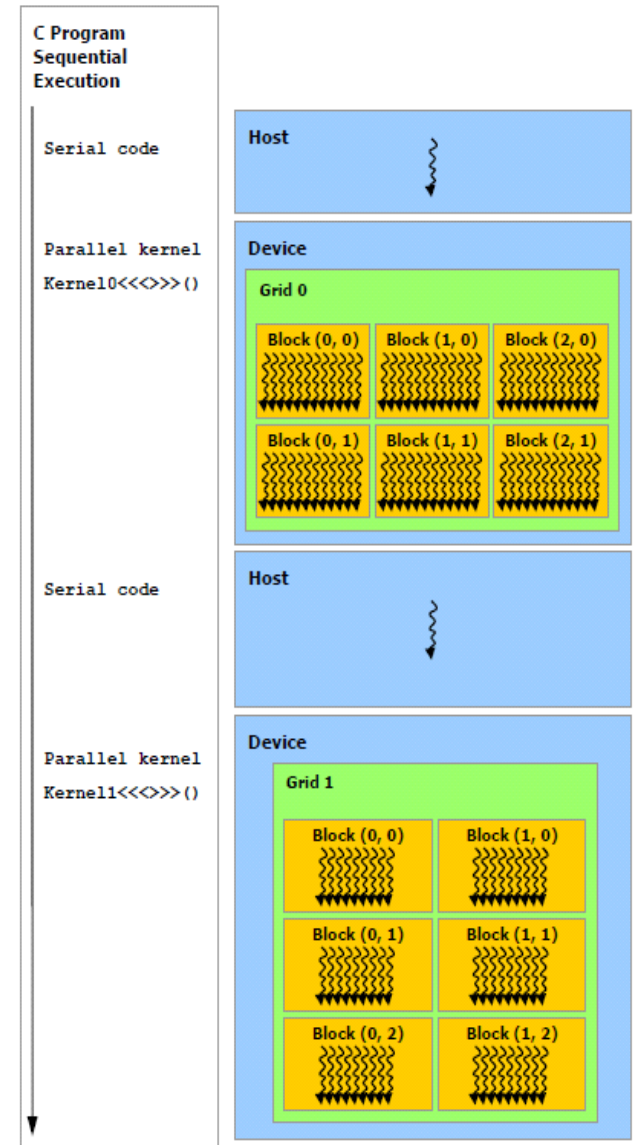 C Program
Sequential
Execution
Serial code
Host
Parallel kernel
Kernel0<<<>>>()
Device
Grid 0
Block (0, 0)
Block (1, 0)
Block (2, 0)
Block (0, 1)
Block (1, 1)
Block (2, 1)
Serial code
Host
Parallel kernel
Kernel1<<<>>>()
Device
Grid 1
Block (0, 0)
Block (1, 0)
Block (0, 1)
Block (1, 1)
Block (0, 2)
Block (1, 2)